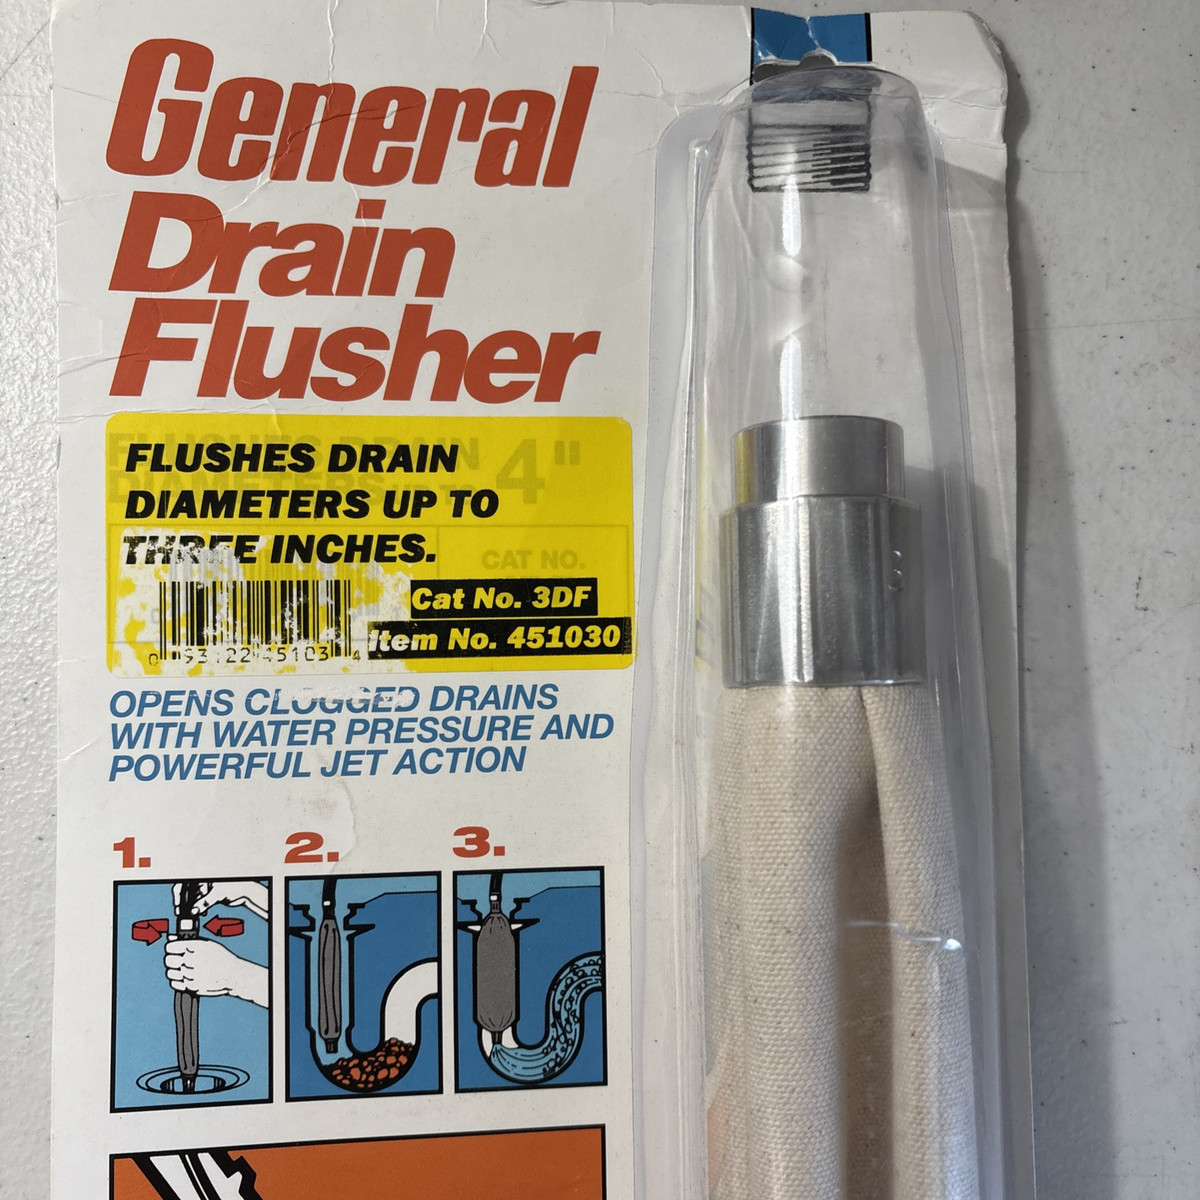 General
Drain
Flusher
FLUSHES DRAIN
DIAMETERS UP TO
4"
THREE INCHES.
CAT NO.
Cat No. 3DF
Item No. 451030
OPENS CLOGGED DRAINS
WITH WATER PRESSURE AND
POWERFUL JET ACTION
1. 2. 3.